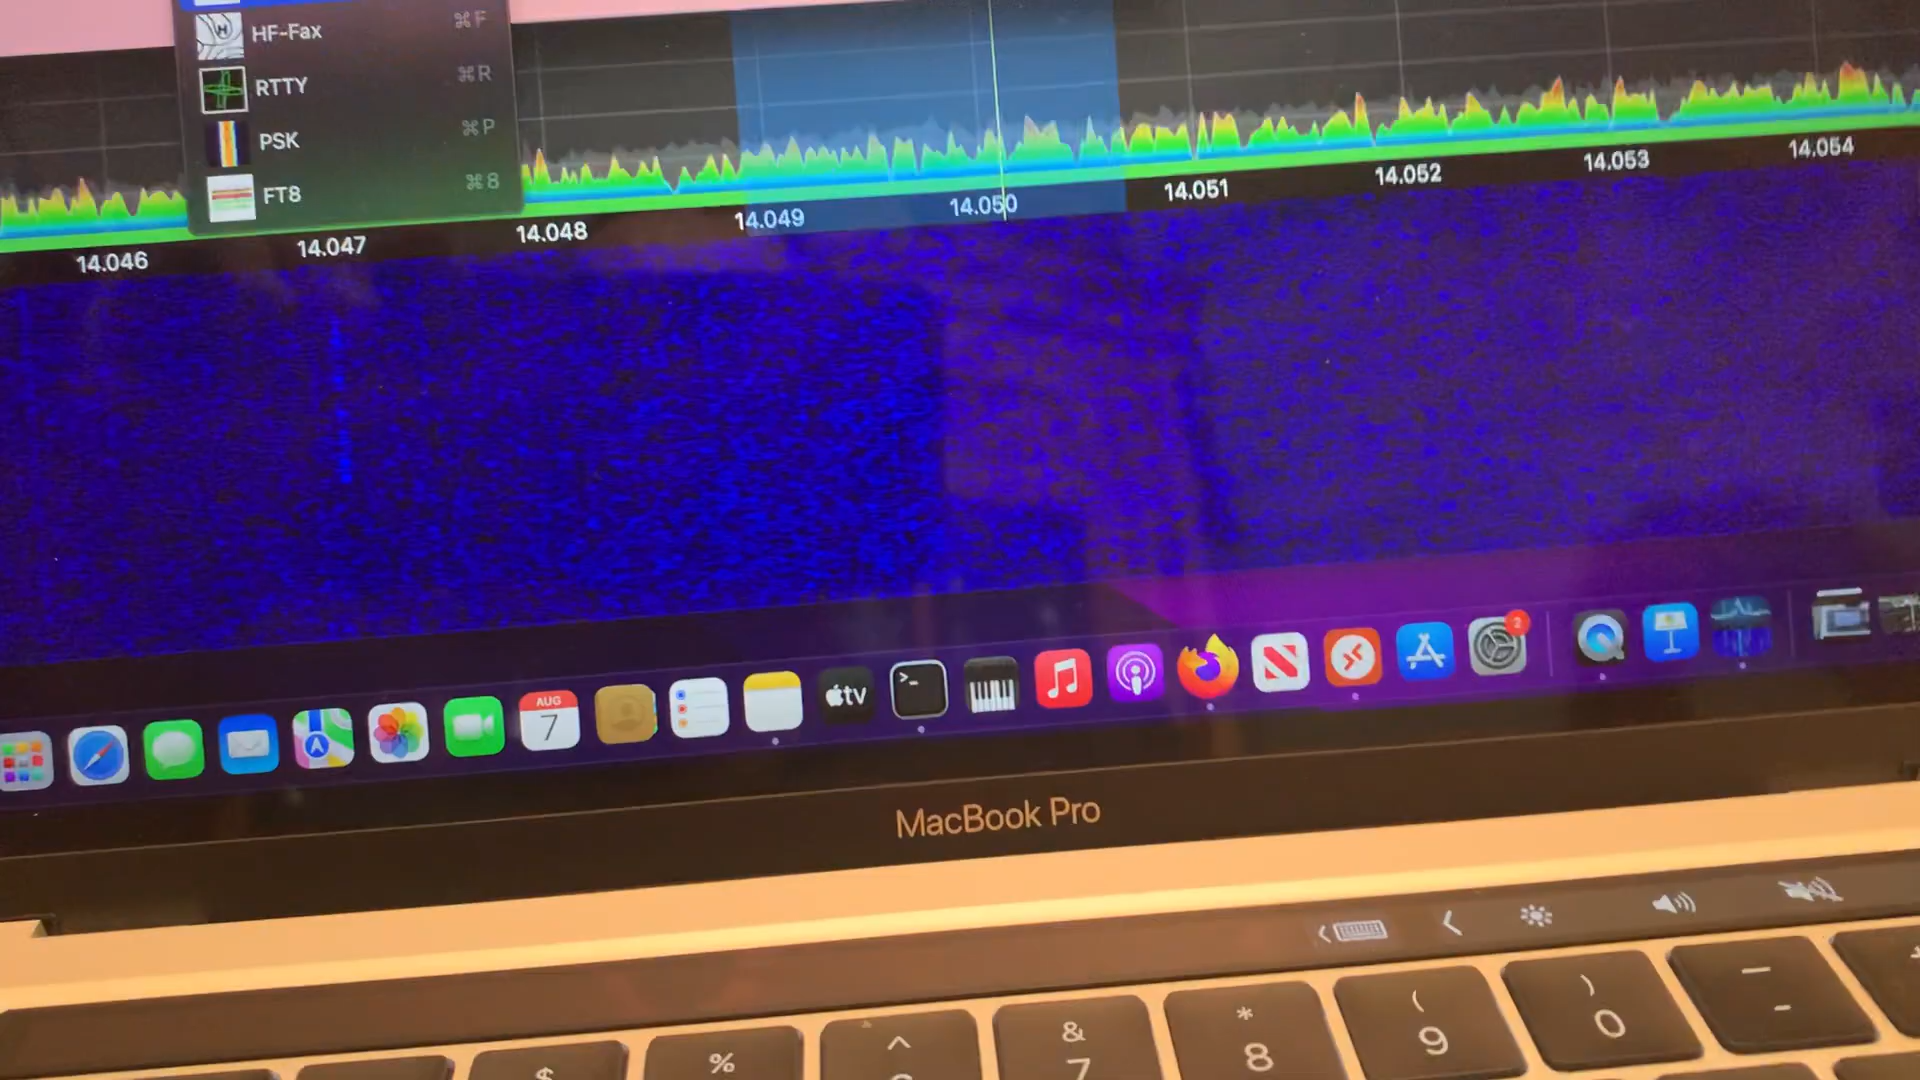 HF-Fax ⌘F
RTTY ⌘R
PSK ⌘P
FT8 ⌘8
14.046 14.047 14.048 14.049 14.050 14.051 14.052 14.053 14.054
AUG
7
tv
>_
2
MacBook Pro
$ % ^ & 7 * 8 ( 9 ) 0 — -